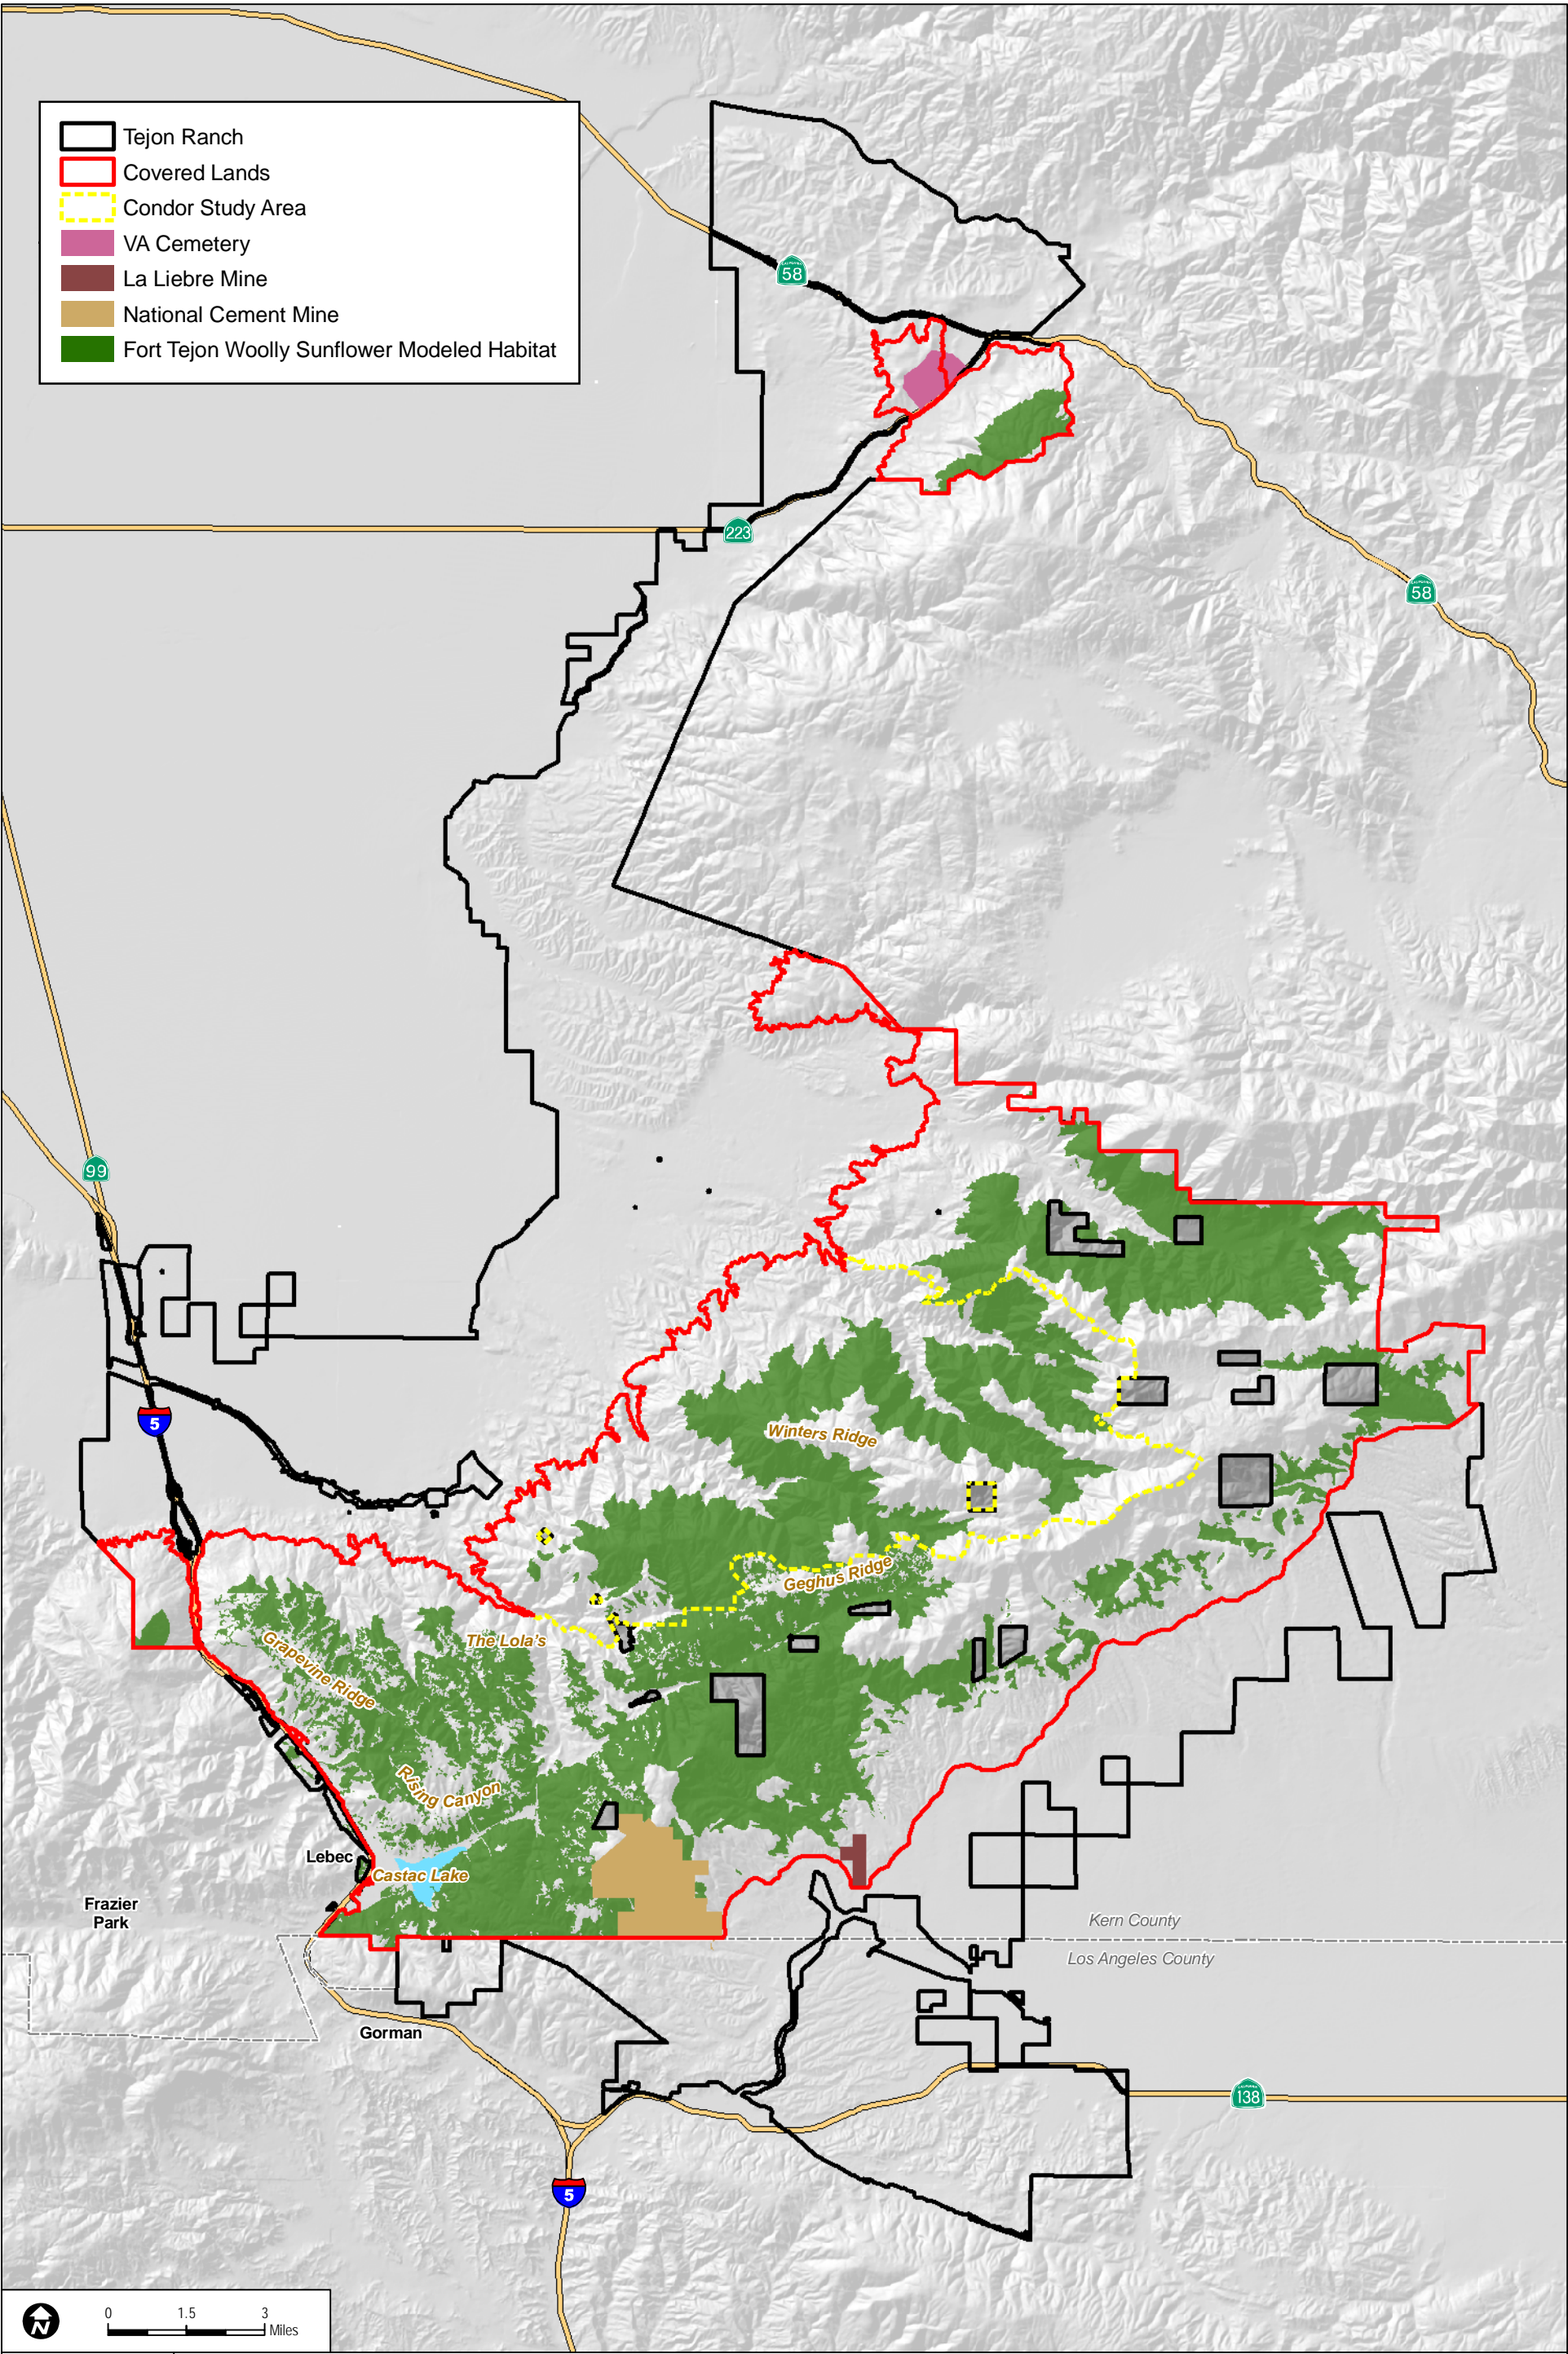 Tejon Ranch
Covered Lands
Condor Study Area
VA Cemetery
La Liebre Mine
National Cement Mine
Fort Tejon Woolly Sunflower Modeled Habitat
58
223
58
99
5
Winters Ridge
Geghus Ridge
The Lola's
Grapevine Ridge
Rising Canyon
Lebec
Castac Lake
Frazier
Park
Kern County
Los Angeles County
Gorman
138
5
N
0 1.5 3
Miles